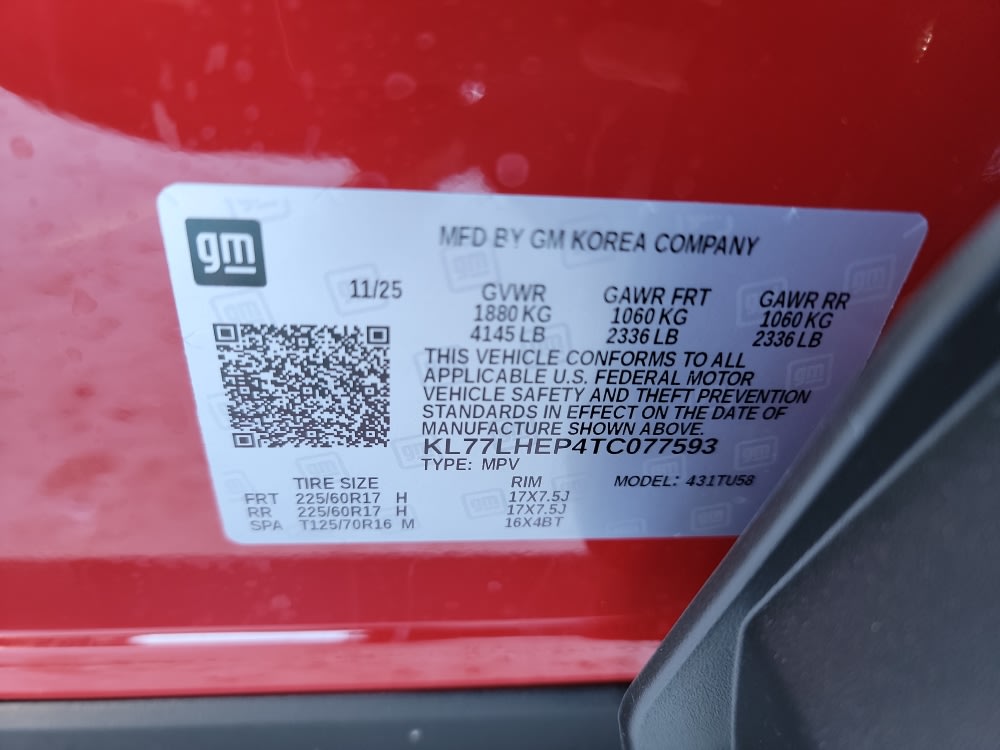 gm
MFD BY GM KOREA COMPANY
11/25 GVWR GAWR FRT GAWR RR
1880 KG 1060 KG 1060 KG
4145 LB 2336 LB 2336 LB
THIS VEHICLE CONFORMS TO ALL
APPLICABLE U.S. FEDERAL MOTOR
VEHICLE SAFETY AND THEFT PREVENTION
STANDARDS IN EFFECT ON THE DATE OF
MANUFACTURE SHOWN ABOVE.
KL77LHEP4TC077593
TYPE: MPV
TIRE SIZE RIM MODEL: 431TU58
FRT 225/60R17 H 17X7.5J
RR 225/60R17 H 17X7.5J
SPA T125/70R16 M 16X4BT